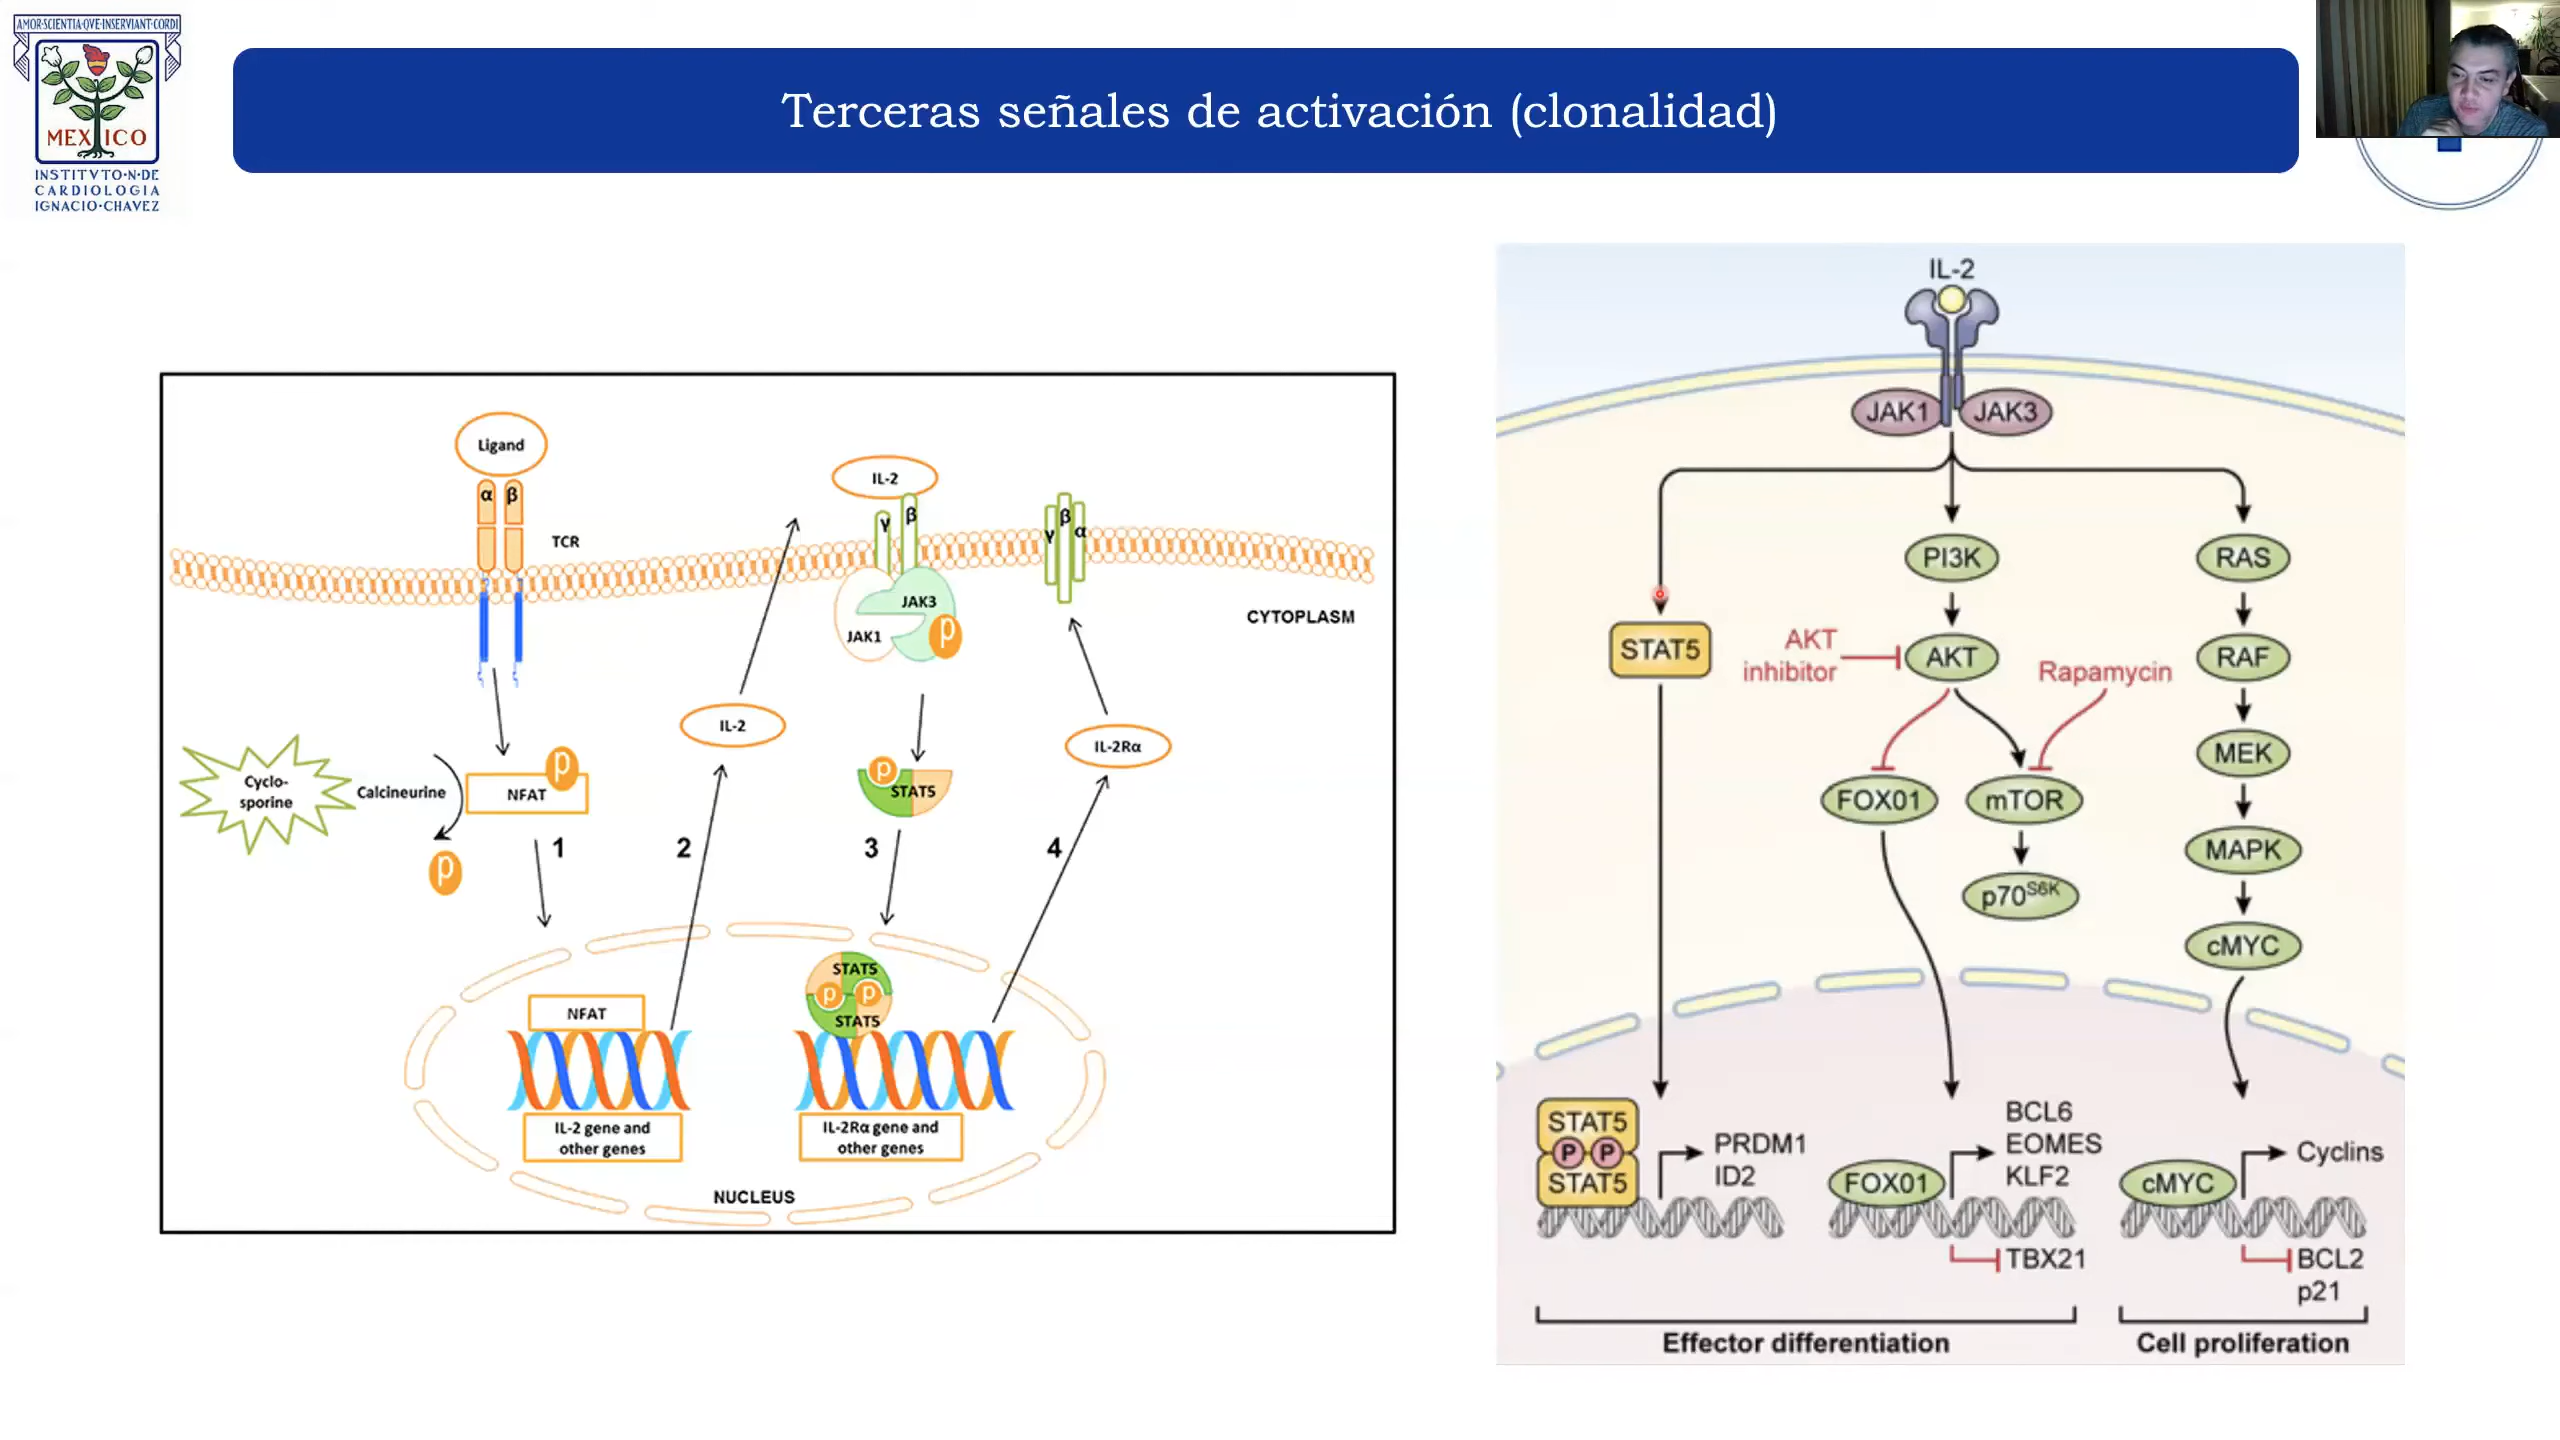 AMOR·SCIENTIA·QVE·INSERVIANT·CORDI
MEXICO
INSTITVTO·N·DE
CARDIOLOGIA
IGNACIO·CHAVEZ
Terceras señales de activación (clonalidad)
Ligand
α β
TCR
IL-2
γ β
JAK3
JAK1
P
γ β α
CYTOPLASM
Cyclo-
sporine
Calcineurine
NFAT
P
P
1
IL-2
2
P
STAT5
3
IL-2Rα
4
NFAT
IL-2 gene and
other genes
STAT5
P P
STAT5
IL-2Rα gene and
other genes
NUCLEUS
IL-2
JAK1
JAK3
STAT5
PI3K
AKT
inhibitor
AKT
Rapamycin
FOX01
mTOR
p70S6K
RAS
RAF
MEK
MAPK
cMYC
STAT5
P P
STAT5
PRDM1
ID2
FOX01
BCL6
EOMES
KLF2
TBX21
cMYC
Cyclins
BCL2
p21
Effector differentiation
Cell proliferation